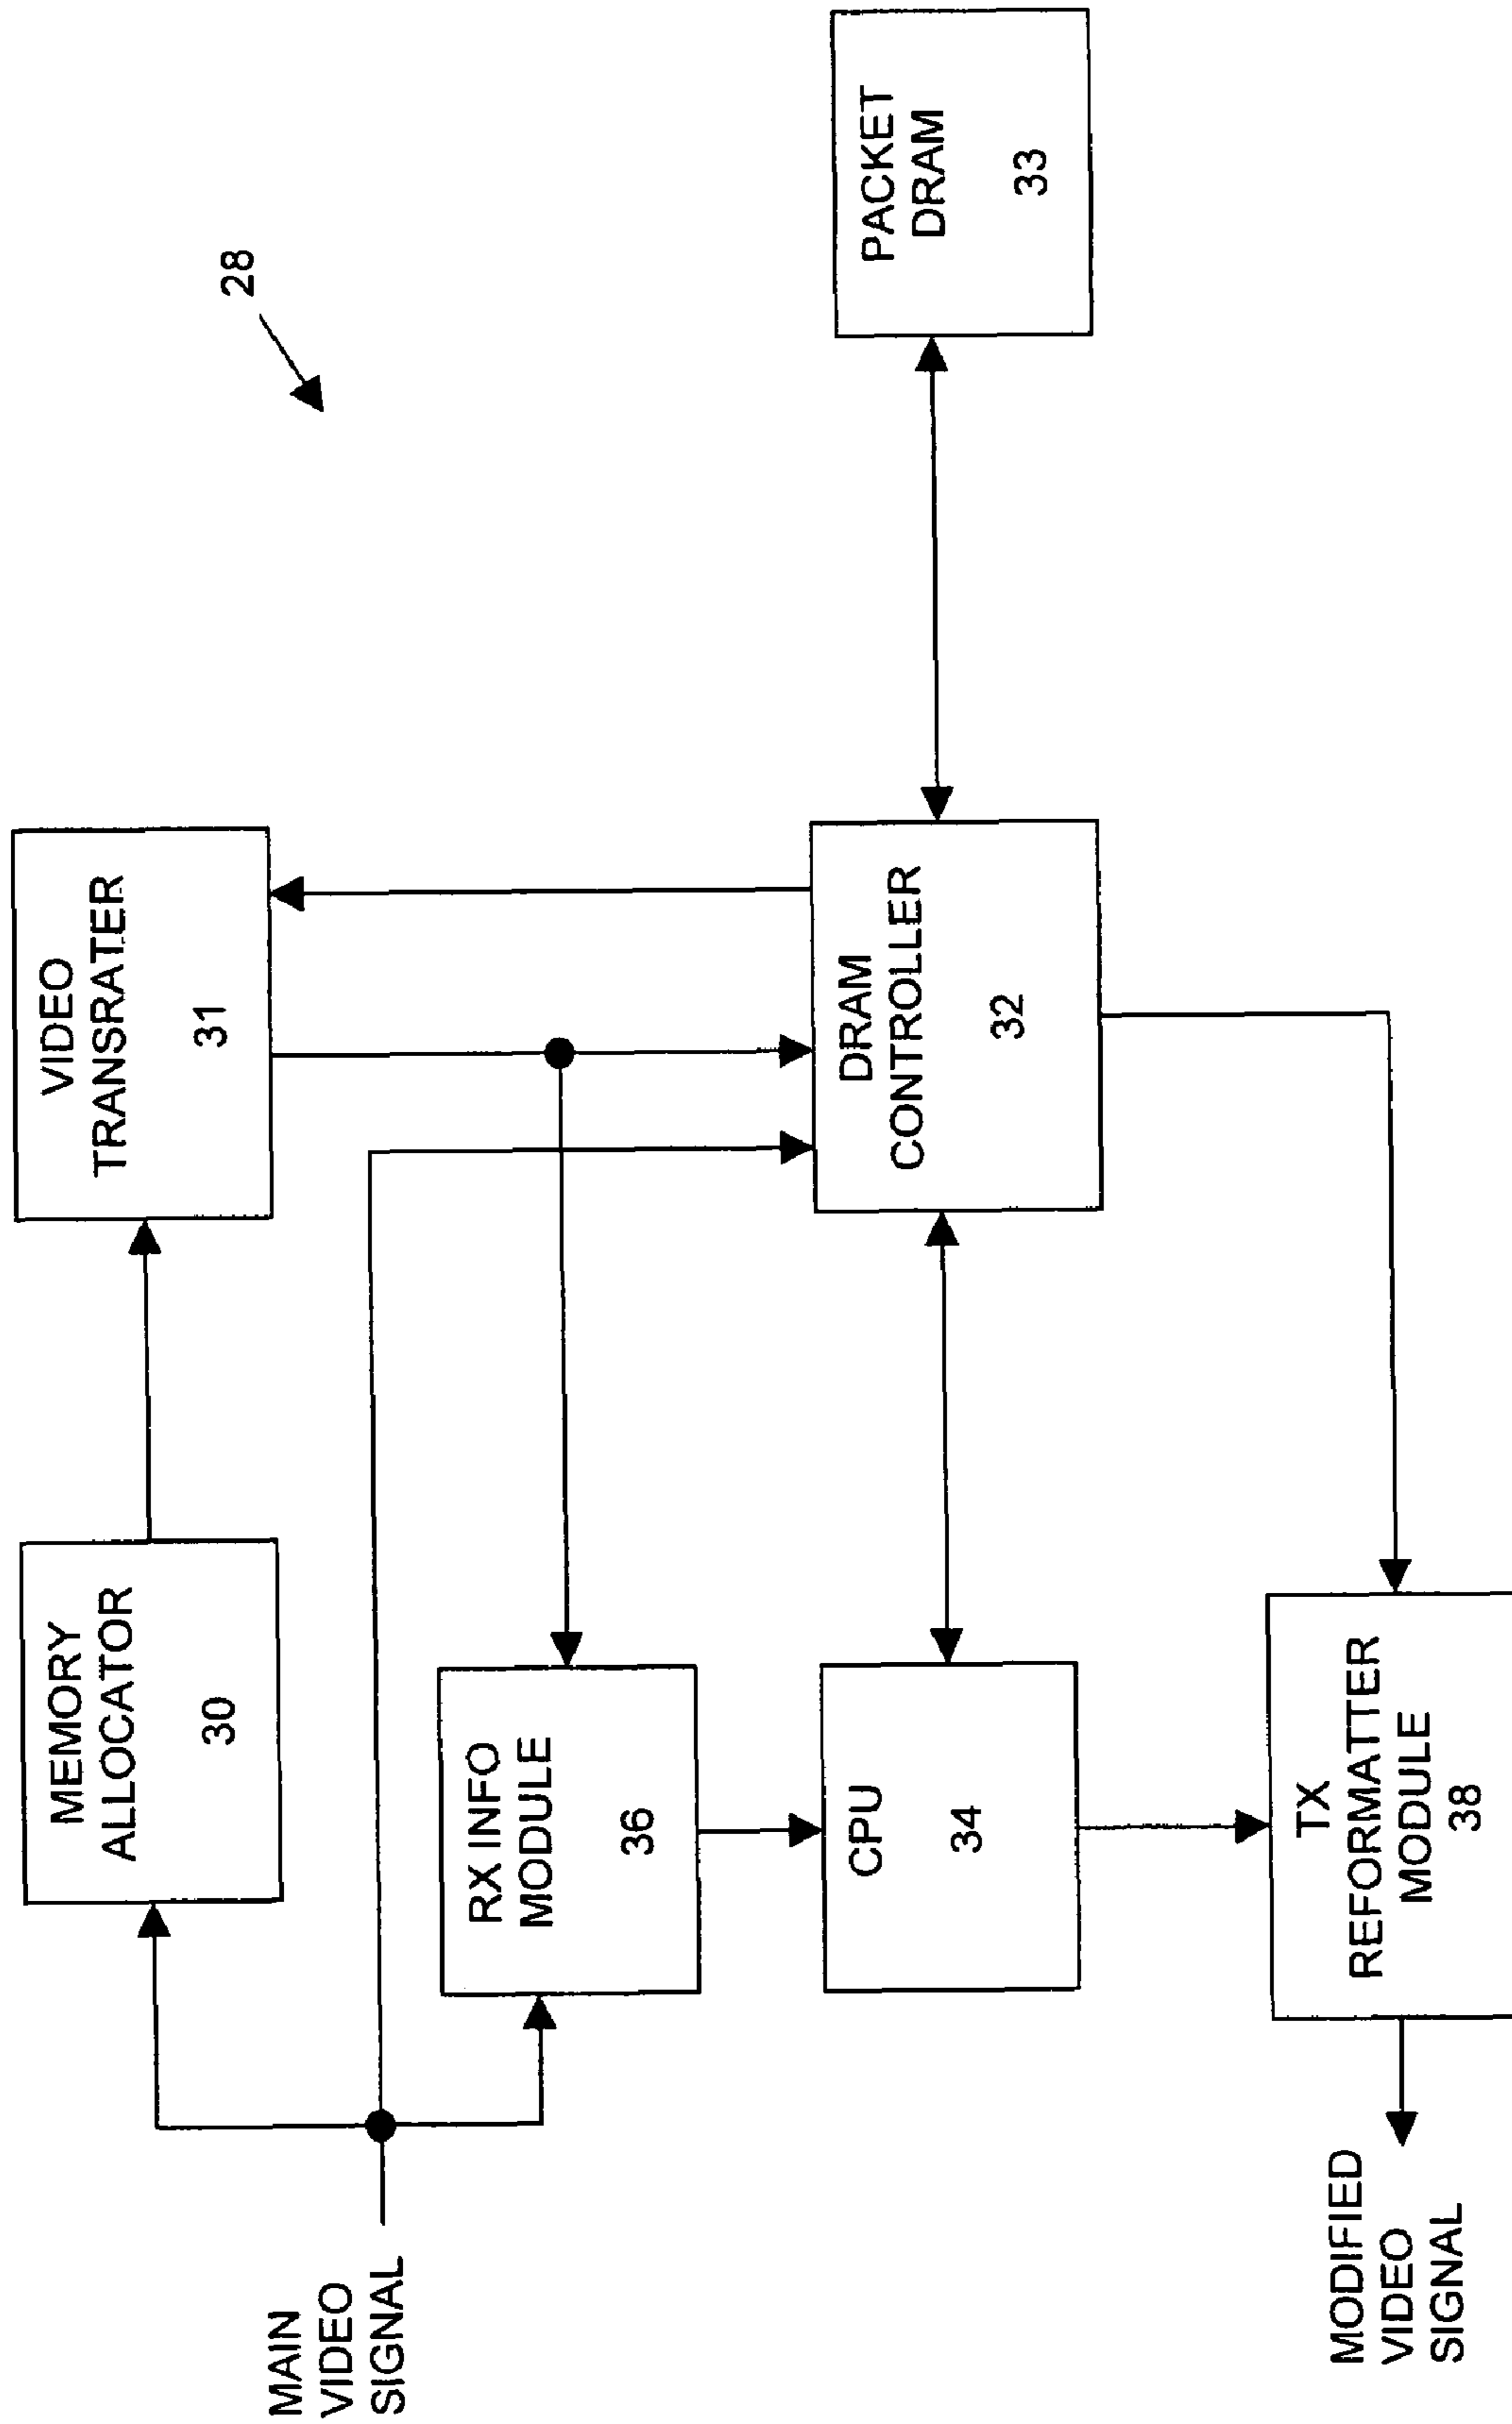 28
MEMORY
ALLOCATOR
30
VIDEO
TRANSRATER
31
MAIN
VIDEO
SIGNAL
RX INFO
MODULE
36
CPU
34
DRAM
CONTROLLER
32
PACKET
DRAM
33
TX
REFORMATTER
MODULE
38
MODIFIED
VIDEO
SIGNAL